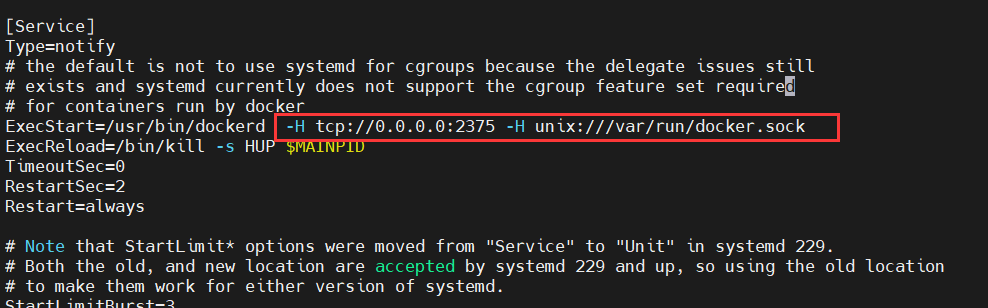 [Service]
Type=notify
# the default is not to use systemd for cgroups because the delegate issues still
# exists and systemd currently does not support the cgroup feature set required
# for containers run by docker
ExecStart=/usr/bin/dockerd -H tcp://0.0.0.0:2375 -H unix:///var/run/docker.sock
ExecReload=/bin/kill -s HUP $MAINPID
TimeoutSec=0
RestartSec=2
Restart=always
# Note that StartLimit* options were moved from "Service" to "Unit" in systemd 229.
# Both the old, and new location are accepted by systemd 229 and up, so using the old location
# to make them work for either version of systemd.
StartLimitBurst=3